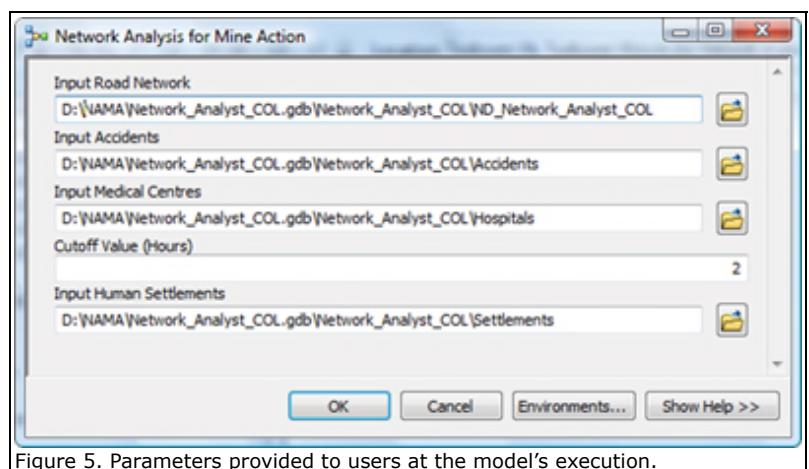 Network Analysis for Mine Action
Input Road Network
D:\NAMA\Network_Analyst_COL.gdb\Network_Analyst_COL\ND_Network_Analyst_COL
Input Accidents
D:\NAMA\Network_Analyst_COL.gdb\Network_Analyst_COL\Accidents
Input Medical Centres
D:\NAMA\Network_Analyst_COL.gdb\Network_Analyst_COL\Hospitals
Cutoff Value (Hours)
2
Input Human Settlements
D:\NAMA\Network_Analyst_COL.gdb\Network_Analyst_COL\Settlements
OK Cancel Environments... Show Help >>
Figure 5. Parameters provided to users at the model’s execution.